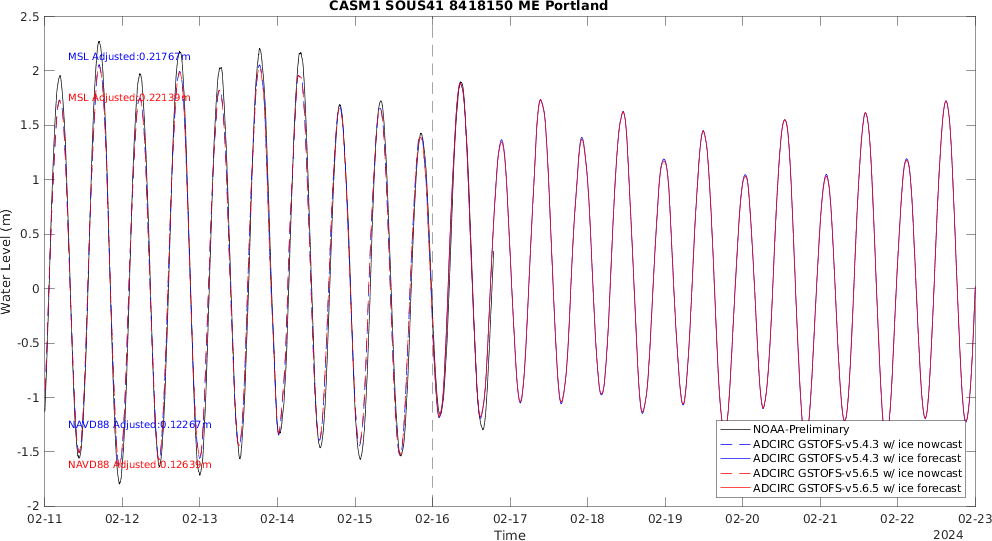 CASM1 SOUS41 8418150 ME Portland
2.5
2
1.5
1
0.5
0
-0.5
-1
-1.5
-2
Water Level (m)
MSL Adjusted:0.21767m
MSL Adjusted:0.22139m
NAVD88 Adjusted:0.12267m
NAVD88 Adjusted:0.12639m
NOAA-Preliminary
ADCIRC GSTOFS-v5.4.3 w/ ice nowcast
ADCIRC GSTOFS-v5.4.3 w/ ice forecast
ADCIRC GSTOFS-v5.6.5 w/ ice nowcast
ADCIRC GSTOFS-v5.6.5 w/ ice forecast
02-11 02-12 02-13 02-14 02-15 02-16 02-17 02-18 02-19 02-20 02-21 02-22 02-23
Time
2024